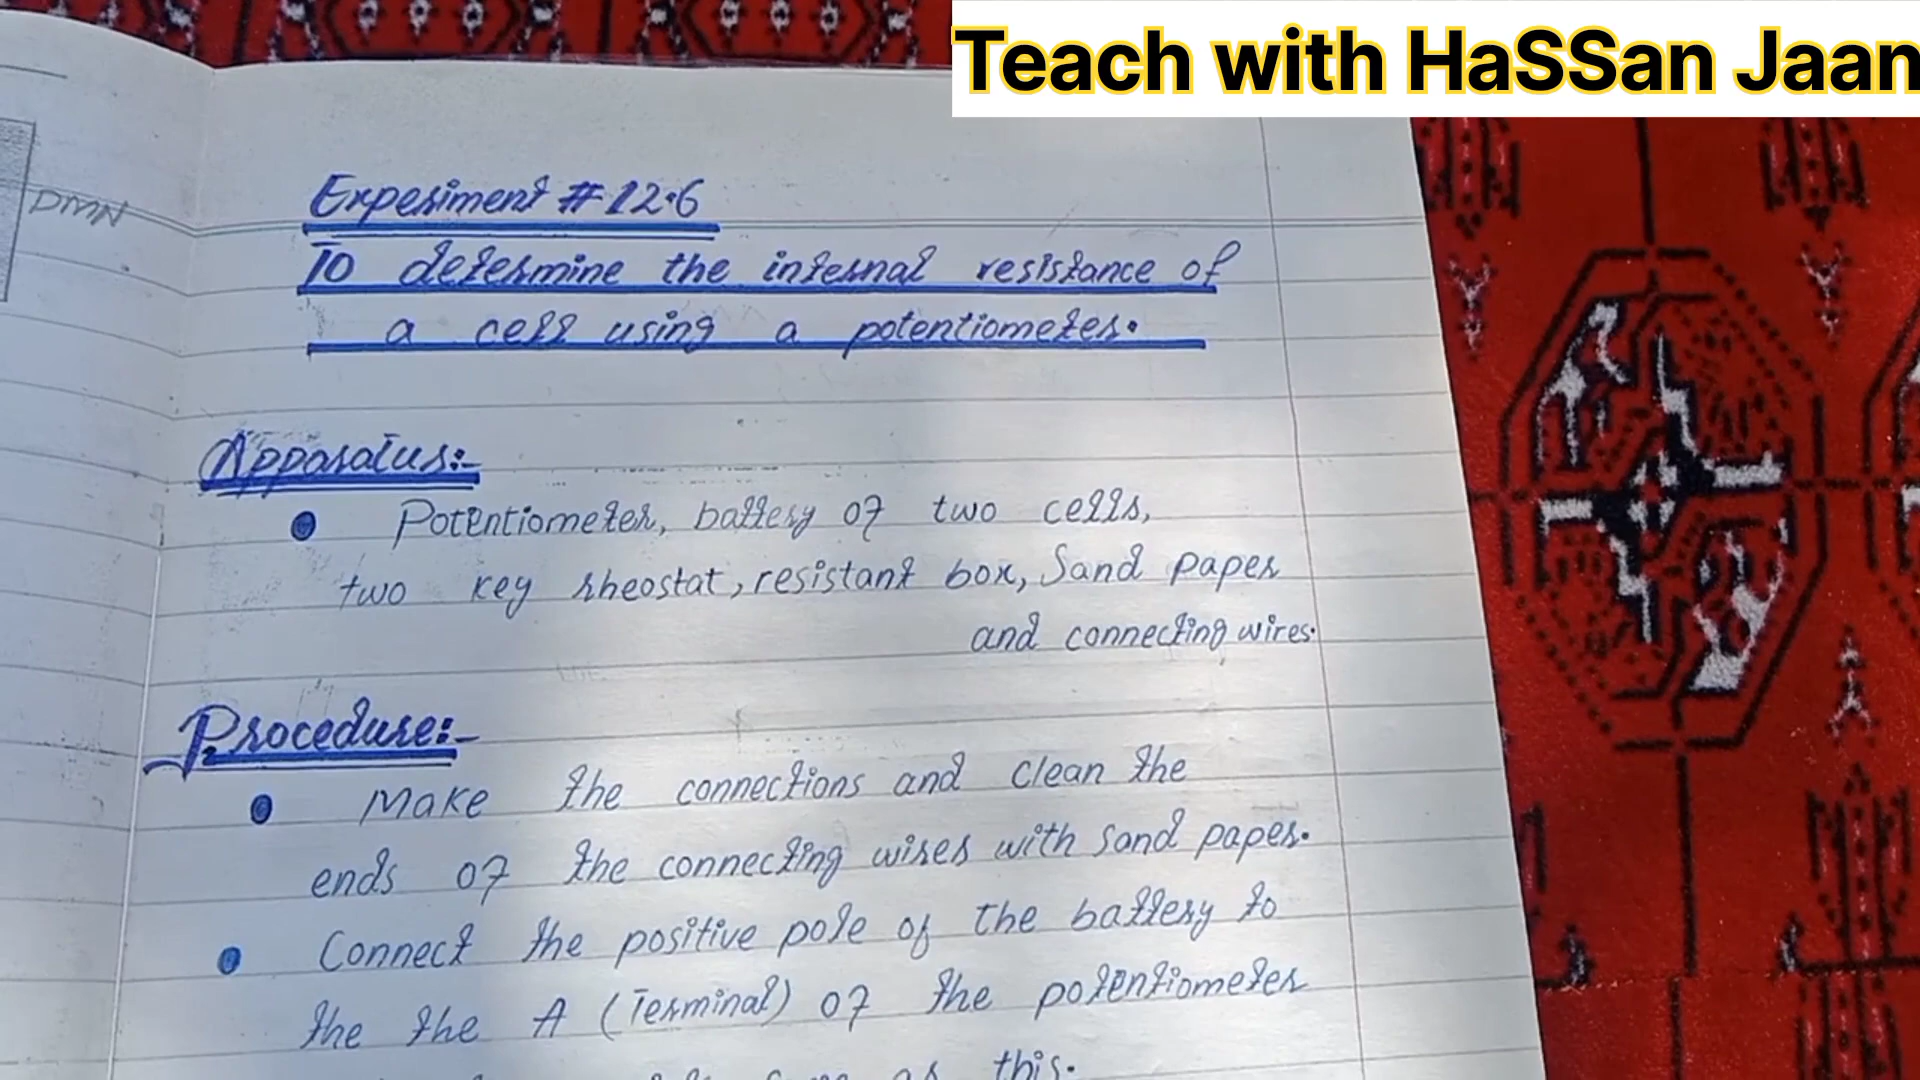 Teach with HaSSan Jaan
DMN
Experiment # 12.6
To determine the internal resistance of
a cell using a potentiometer.
Apparatus:-
Potentiometer, battery of two cells,
two key rheostat, resistant box, Sand paper
and connecting wires.
Procedure:-
Make the connections and clean the
ends of the connecting wires with sand paper.
Connect the positive pole of the battery to
the the A (Terminal) of the potentiometer
as this.